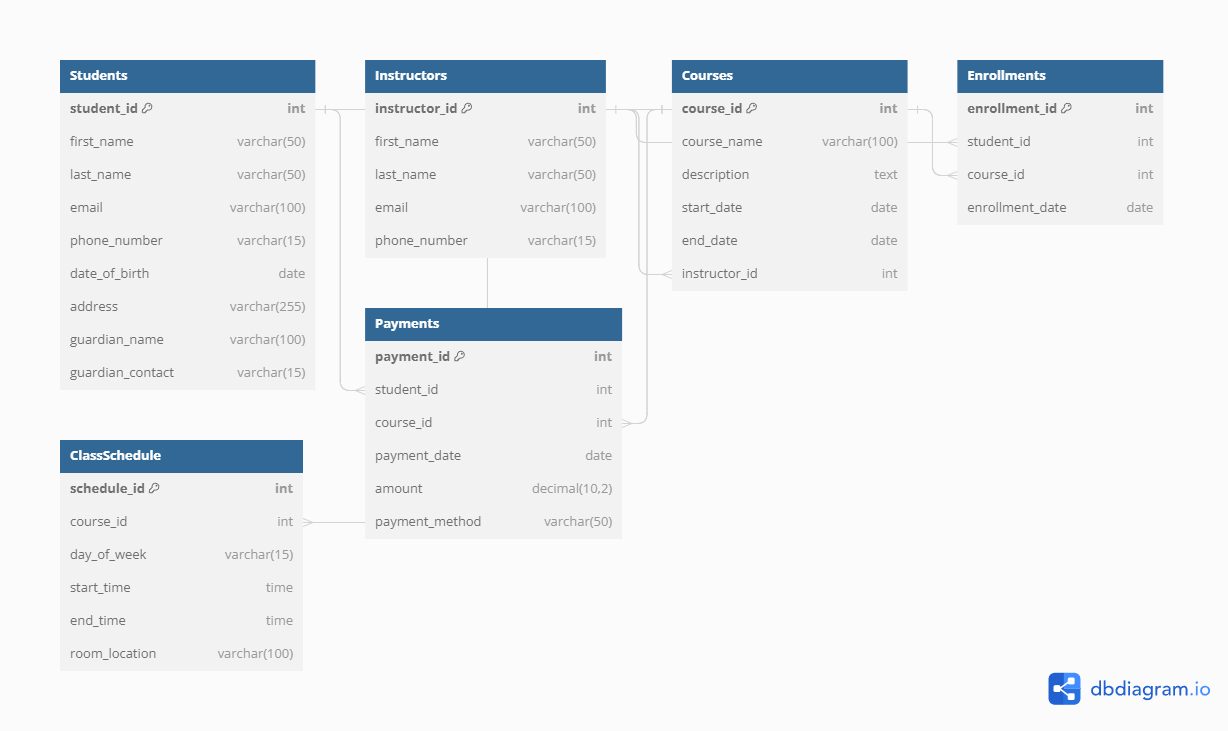 Students
student_id int
first_name varchar(50)
last_name varchar(50)
email varchar(100)
phone_number varchar(15)
date_of_birth date
address varchar(255)
guardian_name varchar(100)
guardian_contact varchar(15)
Instructors
instructor_id int
first_name varchar(50)
last_name varchar(50)
email varchar(100)
phone_number varchar(15)
Courses
course_id int
course_name varchar(100)
description text
start_date date
end_date date
instructor_id int
Enrollments
enrollment_id int
student_id int
course_id int
enrollment_date date
Payments
payment_id int
student_id int
course_id int
payment_date date
amount decimal(10,2)
payment_method varchar(50)
ClassSchedule
schedule_id int
course_id int
day_of_week varchar(15)
start_time time
end_time time
room_location varchar(100)
dbdiagram.io